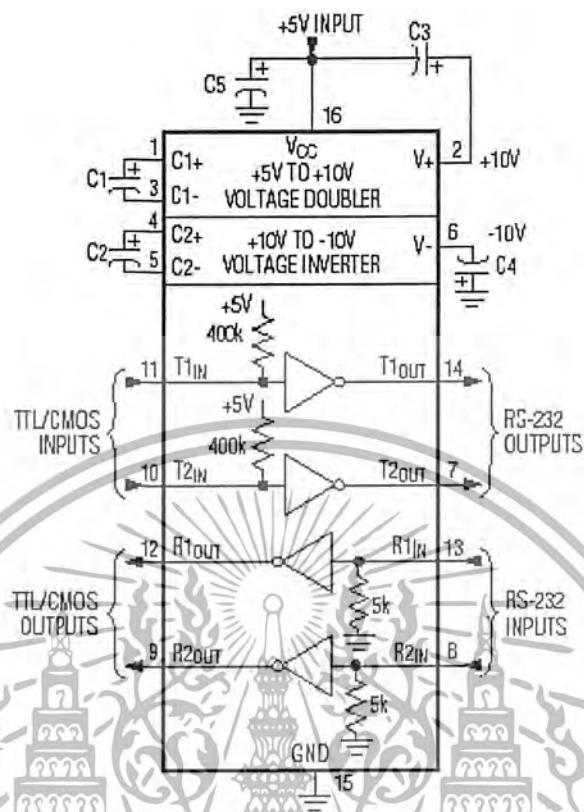 +5V INPUT
C3
+
C5
+
16
1
C1+
VCC
V+
2
+10V
+5V TO +10V
VOLTAGE DOUBLER
C1
+
3
C1-
4
C2+
+10V TO -10V
VOLTAGE INVERTER
V-
6
-10V
C2
+
5
C2-
C4
+
+5V
400k
11
T1IN
T1OUT
14
TTL/CMOS
INPUTS
+5V
400k
RS-232
OUTPUTS
10
T2IN
T2OUT
7
12
R1OUT
R1IN
13
TTL/CMOS
OUTPUTS
5k
RS-232
INPUTS
9
R2OUT
R2IN
8
5k
GND
15